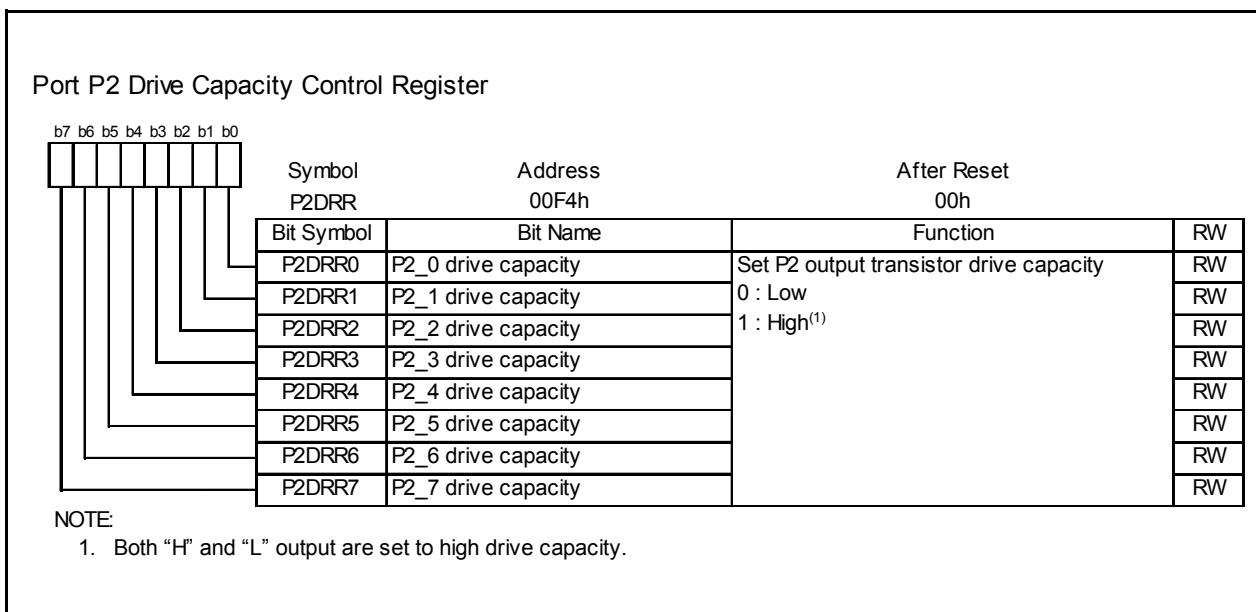 Port P2 Drive Capacity Control Register
b7 b6 b5 b4 b3 b2 b1 b0
Symbol Address After Reset
P2DRR 00F4h 00h
Bit Symbol Bit Name Function RW
P2DRR0 P2_0 drive capacity Set P2 output transistor drive capacity RW
P2DRR1 P2_1 drive capacity 0 : Low RW
P2DRR2 P2_2 drive capacity 1 : High(1) RW
P2DRR3 P2_3 drive capacity RW
P2DRR4 P2_4 drive capacity RW
P2DRR5 P2_5 drive capacity RW
P2DRR6 P2_6 drive capacity RW
P2DRR7 P2_7 drive capacity RW
NOTE:
1. Both “H” and “L” output are set to high drive capacity.